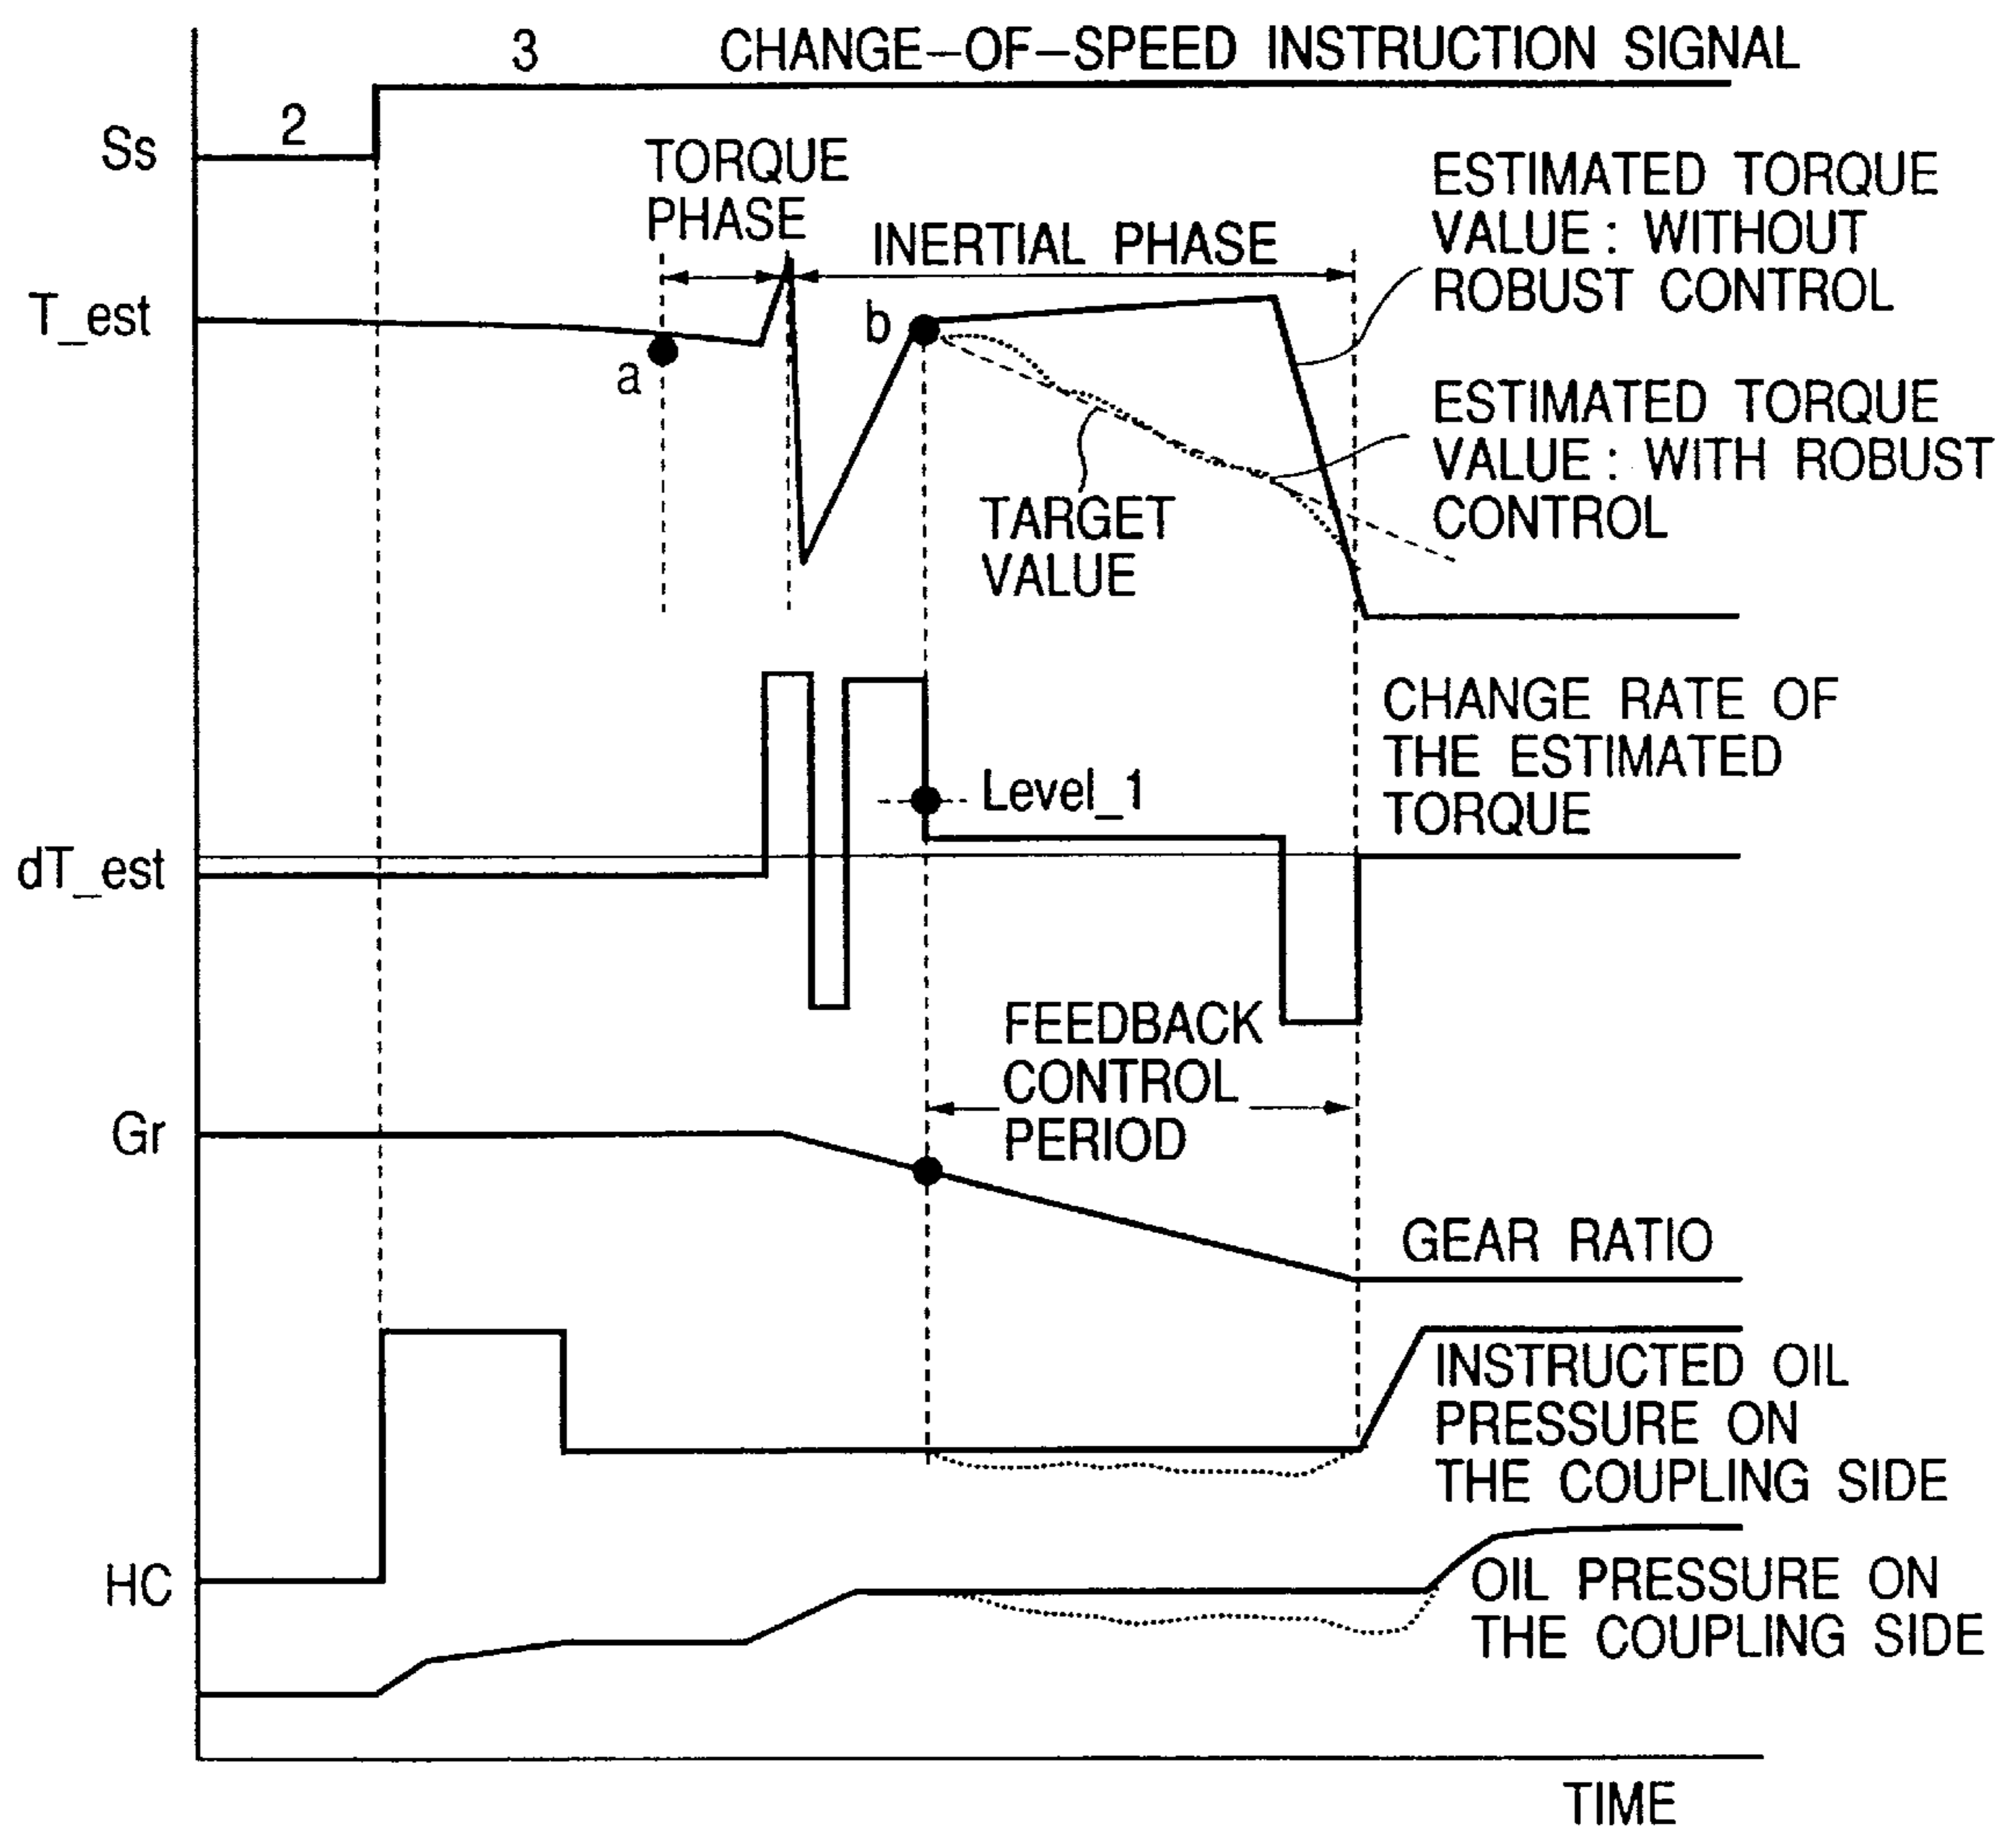 3
CHANGE-OF-SPEED INSTRUCTION SIGNAL
2
Ss
TORQUE
PHASE
INERTIAL PHASE
ESTIMATED TORQUE
VALUE : WITHOUT
ROBUST CONTROL
T_est
b
a
ESTIMATED TORQUE
VALUE : WITH ROBUST
CONTROL
TARGET
VALUE
CHANGE RATE OF
THE ESTIMATED
TORQUE
Level_1
dT_est
FEEDBACK
CONTROL
PERIOD
Gr
GEAR RATIO
INSTRUCTED OIL
PRESSURE ON
THE COUPLING SIDE
HC
OIL PRESSURE ON
THE COUPLING SIDE
TIME